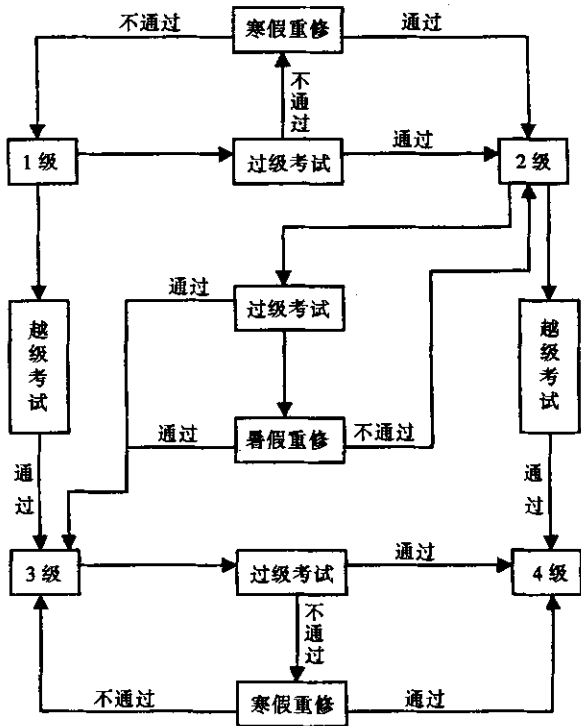 不通过
寒假重修
通过
不通过
1 级
过级考试
通过
2 级
通过
过级考试
越级考试
越级考试
通过
暑假重修
不通过
通过
通过
3 级
过级考试
通过
4 级
不通过
不通过
寒假重修
通过